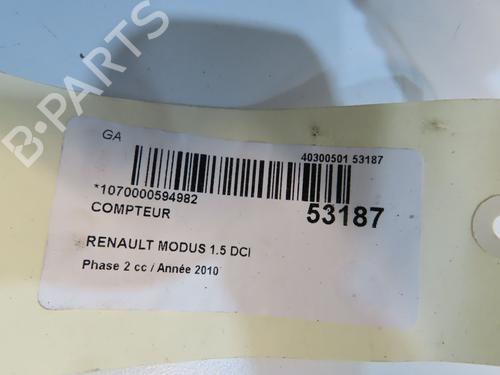 B-PARTS
GA
40300501 53187
*1070000594982
COMPTEUR
53187
RENAULT MODUS 1.5 DCI
Phase 2 cc / Année 2010